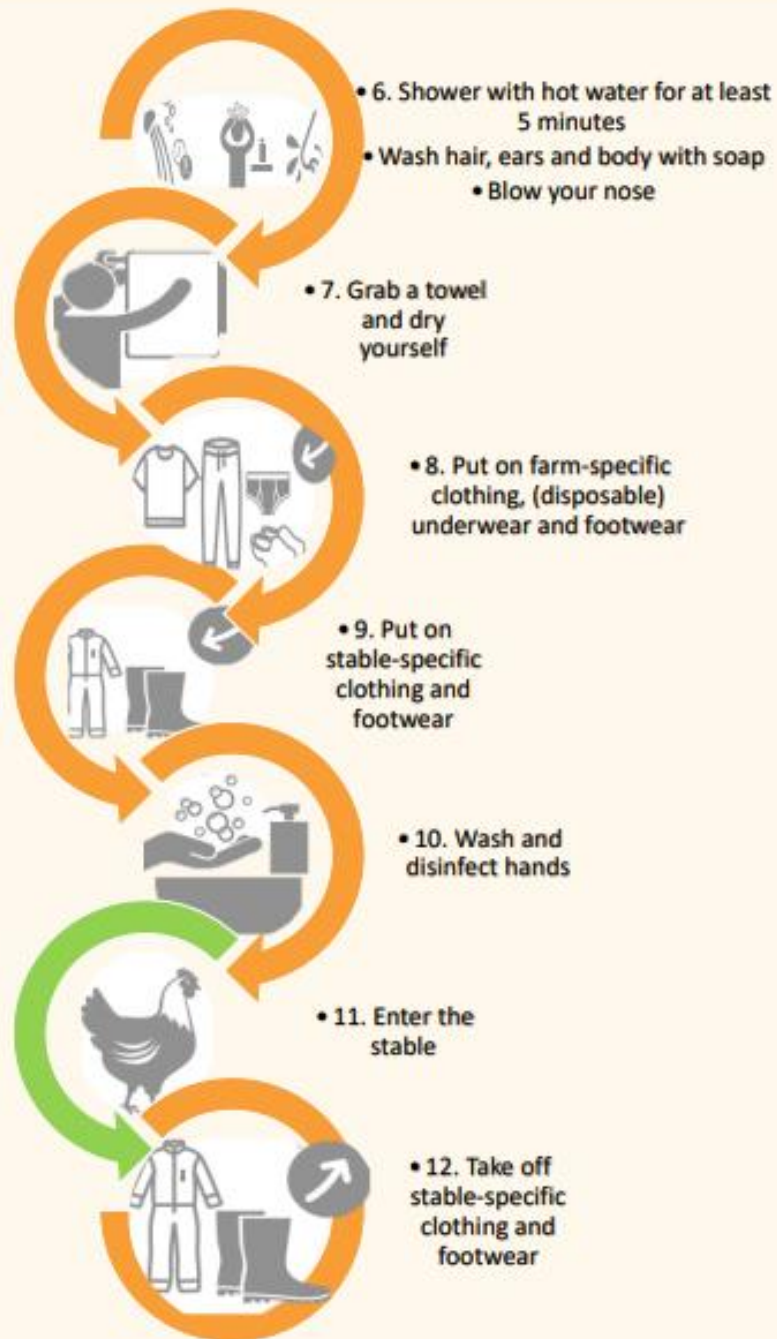 • 6. Shower with hot water for at least
5 minutes
• Wash hair, ears and body with soap
• Blow your nose
• 7. Grab a towel
and dry
yourself
• 8. Put on farm-specific
clothing, (disposable)
underwear and footwear
• 9. Put on
stable-specific
clothing and
footwear
• 10. Wash and
disinfect hands
• 11. Enter the
stable
• 12. Take off
stable-specific
clothing and
footwear